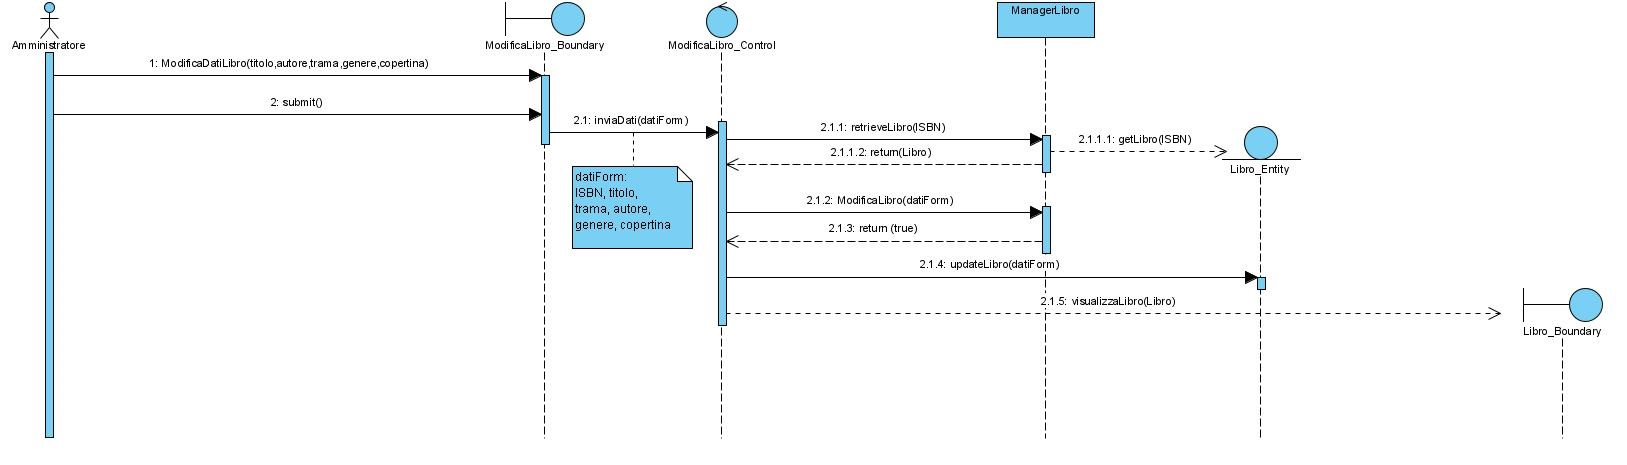 ManagerLibro
Amministratore
ModificaLibro_Boundary
ModificaLibro_Control
1: ModificaDatiLibro(titolo,autore,trama,genere,copertina)
2: submit()
2.1: inviaDati(datiForm)
2.1.1: retrieveLibro(ISBN)
2.1.1.1: getLibro(ISBN)
2.1.1.2: return(Libro)
Libro_Entity
datiForm:
ISBN, titolo,
trama, autore,
genere, copertina
2.1.2: ModificaLibro(datiForm)
2.1.3: return (true)
2.1.4: updateLibro(datiForm)
2.1.5: visualizzaLibro(Libro)
Libro_Boundary